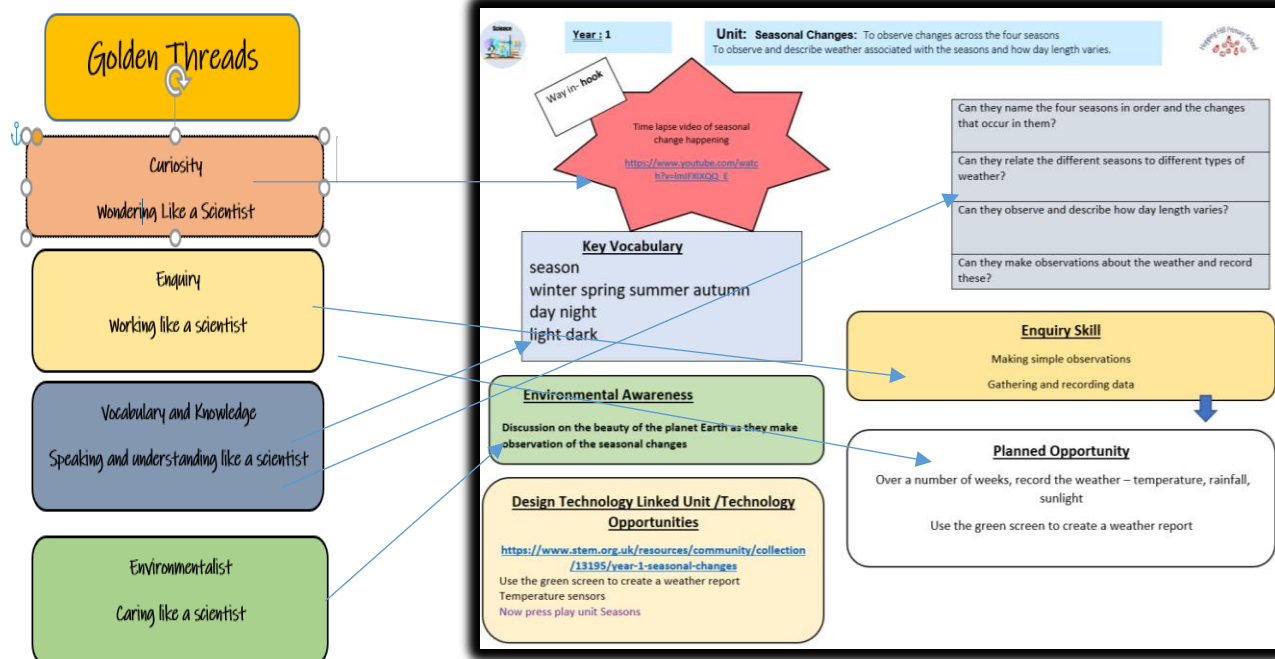 Golden Threads
Curiosity
Wondering Like a Scientist
Enquiry
Working like a scientist
Vocabulary and Knowledge
Speaking and understanding like a scientist
Environmentalist
Caring like a scientist
Science
Year : 1
Unit: Seasonal Changes: To observe changes across the four seasons
To observe and describe weather associated with the seasons and how day length varies.
Way in- hook
Time lapse video of seasonal
change happening
https://www.youtube.com/watc
Key Vocabulary
season
winter spring summer autumn
day night
light dark
Environmental Awareness
Discussion on the beauty of the planet Earth as they make
observation of the seasonal changes
Design Technology Linked Unit /Technology
Opportunities
https://www.stem.org.uk/resources/community/collection
/13195/year-1-seasonal-changes
Use the green screen to create a weather report
Temperature sensors
Now press play unit Seasons
Can they name the four seasons in order and the changes
that occur in them?
Can they relate the different seasons to different types of
weather?
Can they observe and describe how day length varies?
Can they make observations about the weather and record
these?
Enquiry Skill
Making simple observations
Gathering and recording data
Planned Opportunity
Over a number of weeks, record the weather – temperature, rainfall,
sunlight
Use the green screen to create a weather report